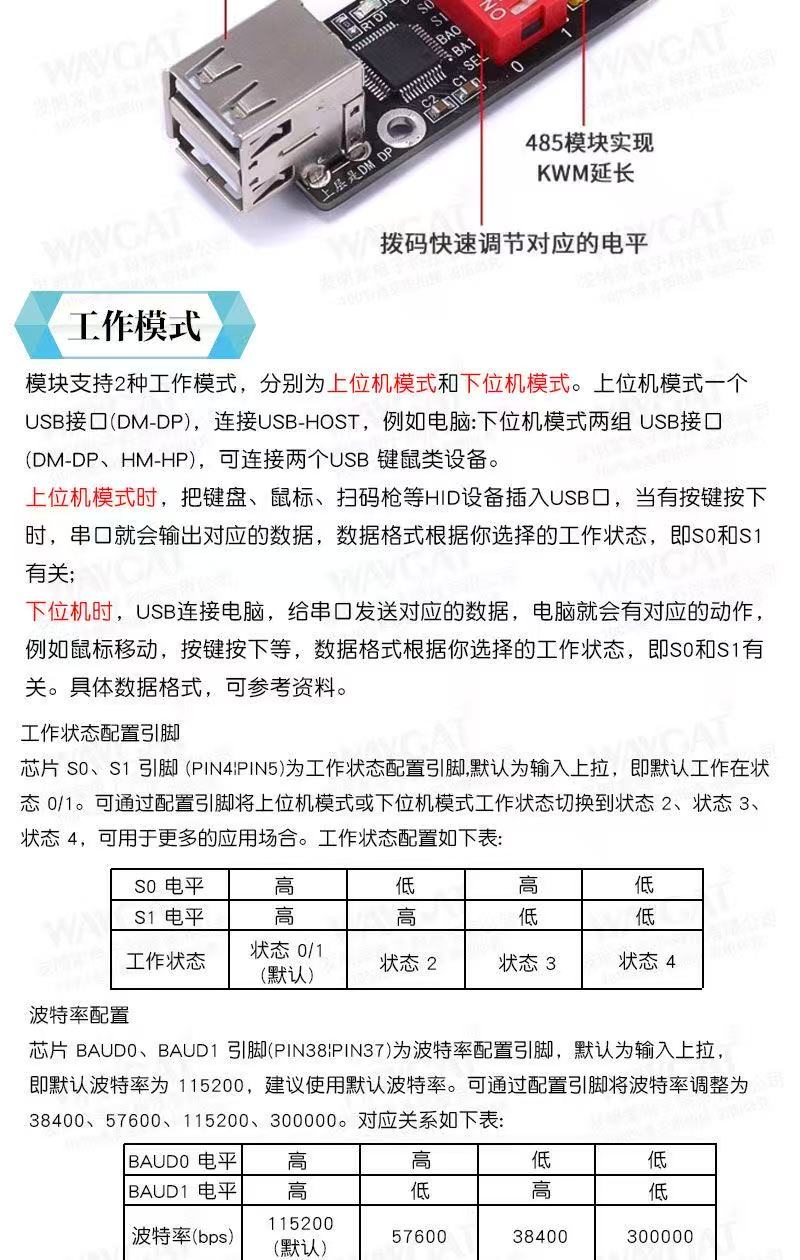 R1D1
S0
S1
BA0
BA1
SEL
ON
0
1
C1
C2
上层是DM DP
485模块实现
KWM延长
拨码快速调节对应的电平
工作模式
模块支持2种工作模式，分别为上位机模式和下位机模式。上位机模式一个
USB接口(DM-DP)，连接USB-HOST，例如电脑:下位机模式两组 USB接口
(DM-DP、HM-HP)，可连接两个USB 键鼠类设备。
上位机模式时，把键盘、鼠标、扫码枪等HID设备插入USB口，当有按键按下
时，串口就会输出对应的数据，数据格式根据你选择的工作状态，即S0和S1
有关;
下位机时，USB连接电脑，给串口发送对应的数据，电脑就会有对应的动作，
例如鼠标移动，按键按下等，数据格式根据你选择的工作状态，即S0和S1有
关。具体数据格式，可参考资料。
工作状态配置引脚
芯片 S0、S1 引脚 (PIN4¦PIN5)为工作状态配置引脚,默认为输入上拉，即默认工作在状
态 0/1。可通过配置引脚将上位机模式或下位机模式工作状态切换到状态 2、状态 3、
状态 4，可用于更多的应用场合。工作状态配置如下表:
S0 电平 高 低 高 低
S1 电平 高 高 低 低
工作状态 状态 0/1 (默认) 状态 2 状态 3 状态 4
波特率配置
芯片 BAUD0、BAUD1 引脚(PIN38¦PIN37)为波特率配置引脚，默认为输入上拉，
即默认波特率为 115200，建议使用默认波特率。可通过配置引脚将波特率调整为
38400、57600、115200、300000。对应关系如下表:
BAUD0 电平 高 高 低 低
BAUD1 电平 高 低 高 低
波特率(bps) 115200 (默认) 57600 38400 300000
WAVGAT